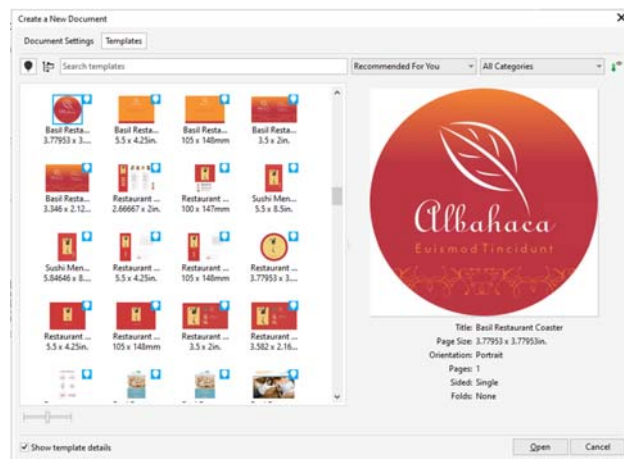 Create a New Document
Document Settings
Templates
Search templates
Recommended For You
All Categories
Basil Resta...
3.77953 x 3....
Basil Resta...
5.5 x 4.25in.
Basil Resta...
105 x 148mm
Basil Resta...
3.5 x 2in.
Basil Resta...
3.346 x 2.12...
Restaurant ...
2.66667 x 2in.
Restaurant ...
100 x 147mm
Sushi Men...
5.5 x 8.5in.
Sushi Men...
5.84646 x 8....
Restaurant ...
5.5 x 4.25in.
Restaurant ...
105 x 148mm
Restaurant ...
3.77953 x 3....
Restaurant ...
5.5 x 4.25in.
Restaurant ...
105 x 148mm
Restaurant ...
3.5 x 2in.
Restaurant ...
3.582 x 2.16...
Albahaca
Euismod Tincidunt
Title: Basil Restaurant Coaster
Page Size: 3.77953 x 3.77953in.
Orientation: Portrait
Pages: 1
Sided: Single
Folds: None
Show template details
Open
Cancel